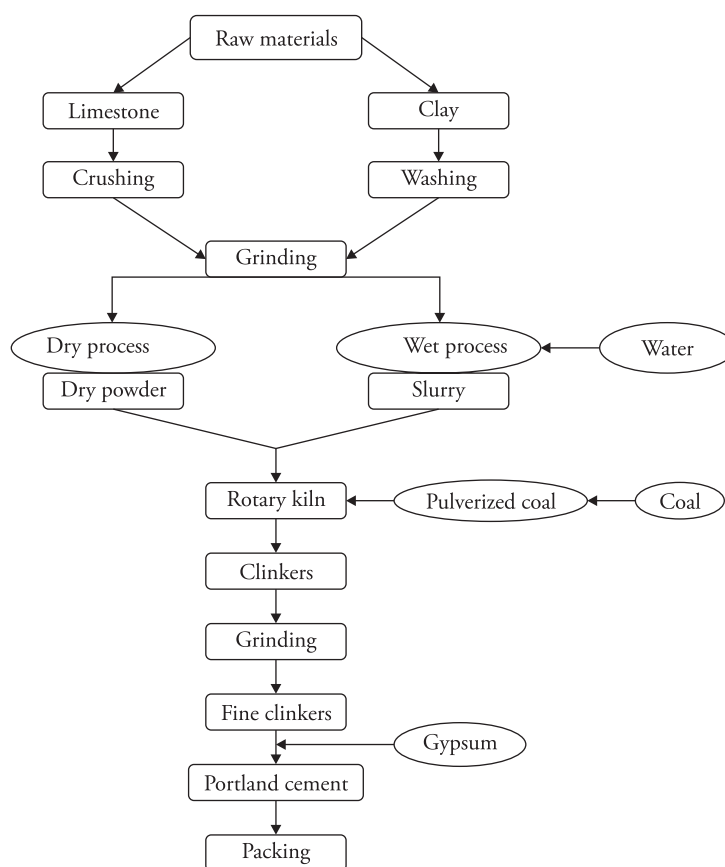 Raw materials
Limestone
Clay
Crushing
Washing
Grinding
Dry process
Wet process
Water
Dry powder
Slurry
Rotary kiln
Pulverized coal
Coal
Clinkers
Grinding
Fine clinkers
Gypsum
Portland cement
Packing